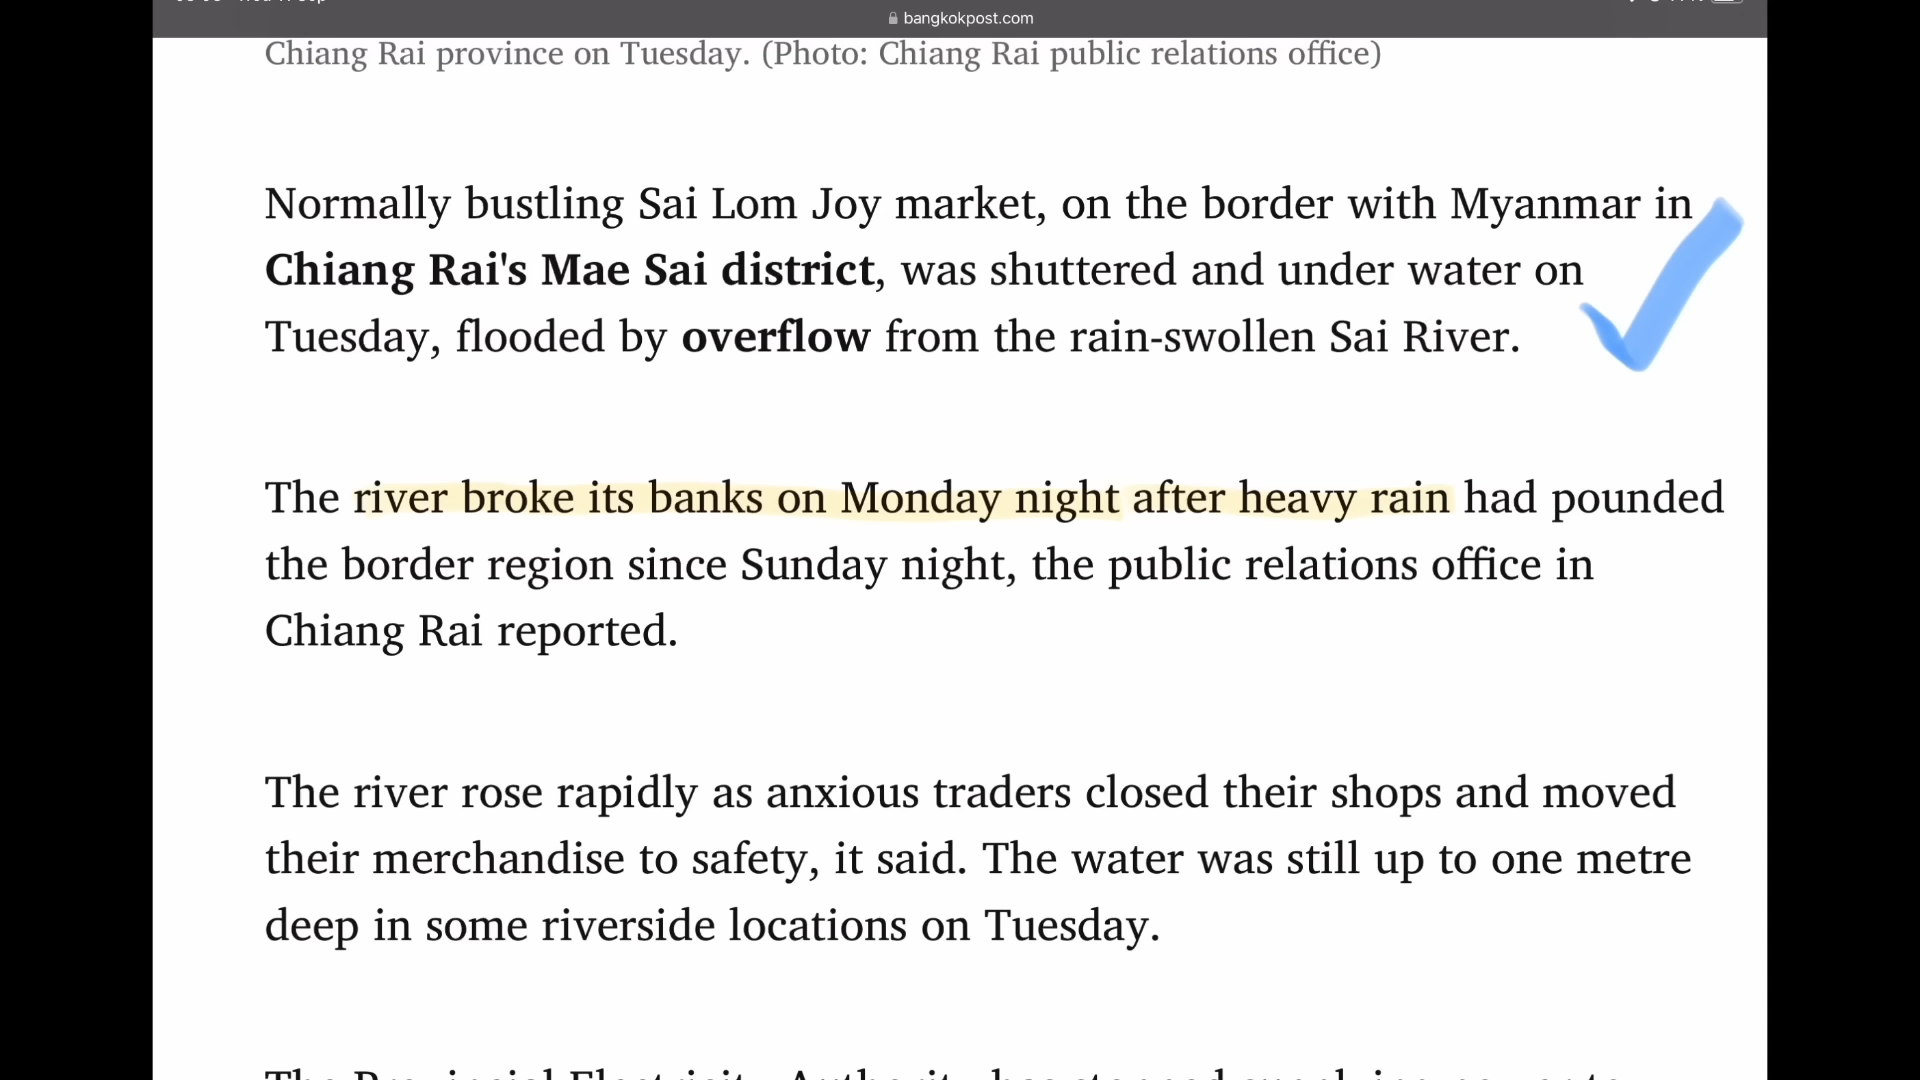 bangkokpost.com
Chiang Rai province on Tuesday. (Photo: Chiang Rai public relations office)
Normally bustling Sai Lom Joy market, on the border with Myanmar in
Chiang Rai's Mae Sai district, was shuttered and under water on
Tuesday, flooded by overflow from the rain-swollen Sai River.
The river broke its banks on Monday night after heavy rain had pounded
the border region since Sunday night, the public relations office in
Chiang Rai reported.
The river rose rapidly as anxious traders closed their shops and moved
their merchandise to safety, it said. The water was still up to one metre
deep in some riverside locations on Tuesday.